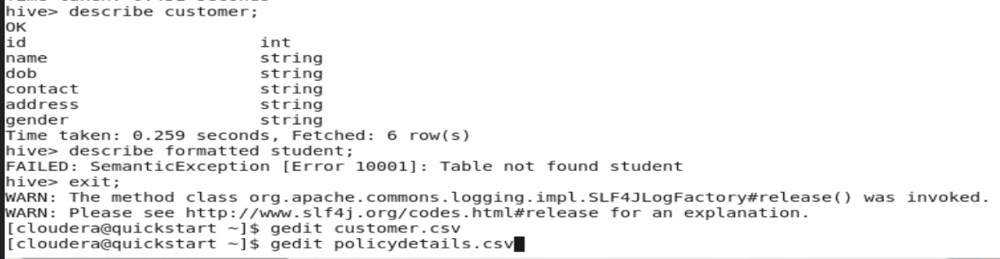 hive> describe customer;
OK
id                      int
name                    string
dob                     string
contact                 string
address                 string
gender                  string
Time taken: 0.259 seconds, Fetched: 6 row(s)
hive> describe formatted student;
FAILED: SemanticException [Error 10001]: Table not found student
hive> exit;
WARN: The method class org.apache.commons.logging.impl.SLF4JLogFactory#release() was invoked.
WARN: Please see http://www.slf4j.org/codes.html#release for an explanation.
[cloudera@quickstart ~]$ gedit customer.csv
[cloudera@quickstart ~]$ gedit policydetails.csv